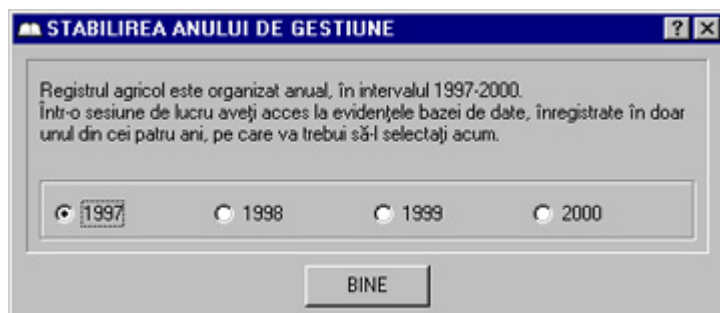 STABILIREA ANULUI DE GESTIUNE
Registrul agricol este organizat anual, în intervalul 1997-2000.
Într-o sesiune de lucru aveţi acces la evidenţele bazei de date, înregistrate în doar
unul din cei patru ani, pe care va trebui să-l selectaţi acum.
1997 1998 1999 2000
BINE